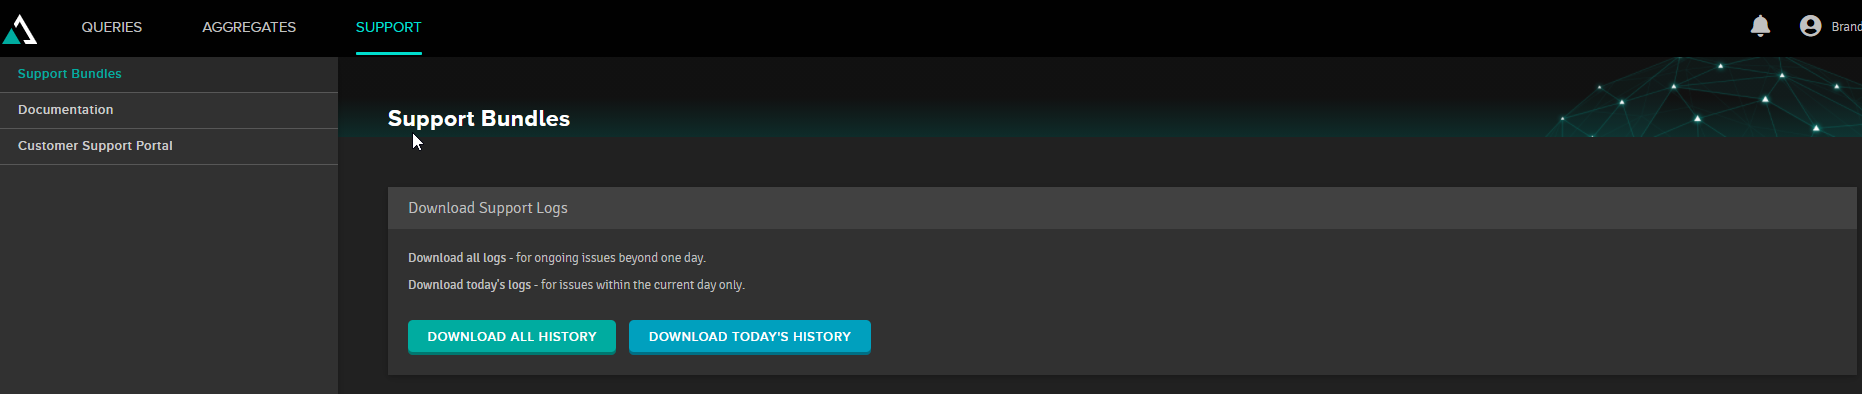 QUERIES AGGREGATES SUPPORT
Support Bundles
Documentation
Customer Support Portal
Support Bundles
Download Support Logs
Download all logs - for ongoing issues beyond one day.
Download today's logs - for issues within the current day only.
DOWNLOAD ALL HISTORY DOWNLOAD TODAY'S HISTORY